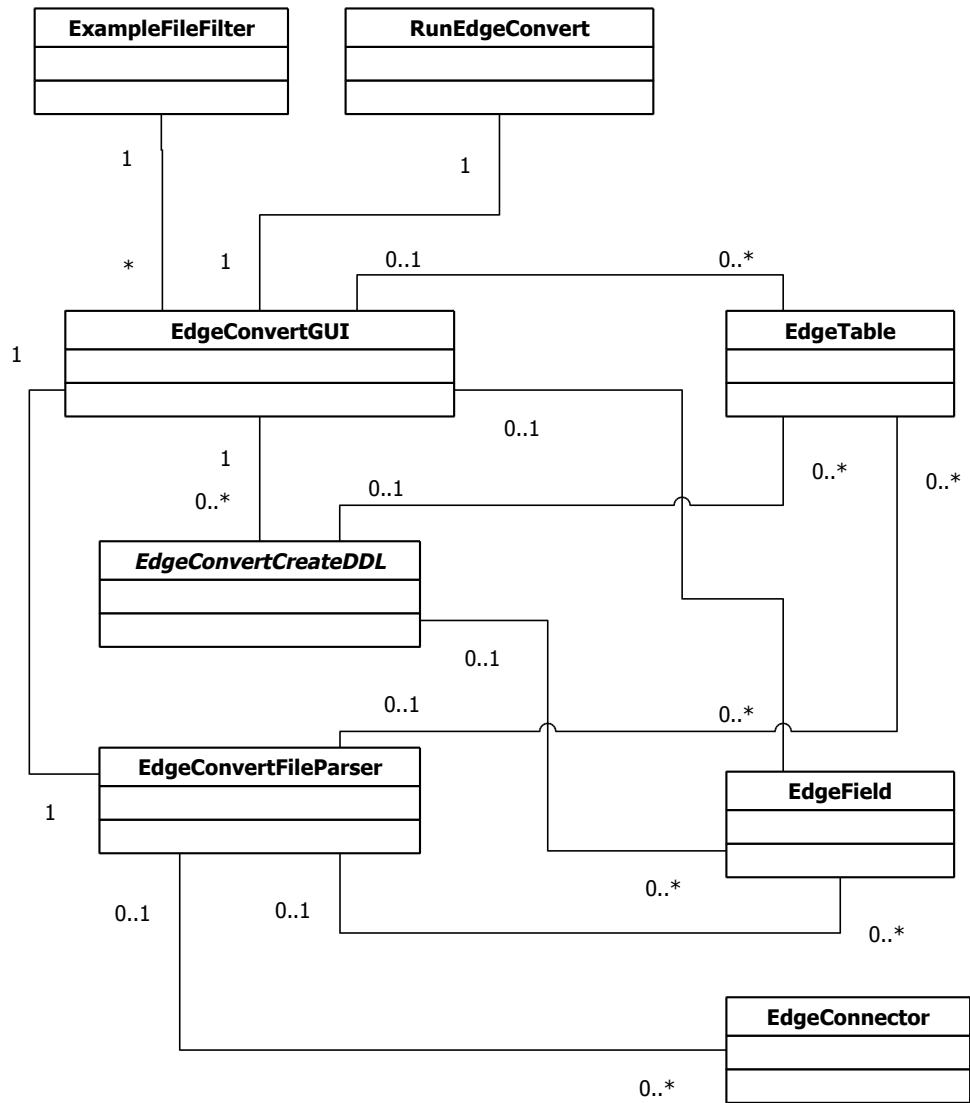 ExampleFileFilter
RunEdgeConvert
1
1
*
1
0..1
0..*
EdgeConvertGUI
EdgeTable
1
0..1
1
0..*
0..1
0..*
0..*
EdgeConvertCreateDDL
0..1
0..1
0..*
EdgeConvertFileParser
EdgeField
1
0..*
0..1
0..1
0..*
EdgeConnector
0..*